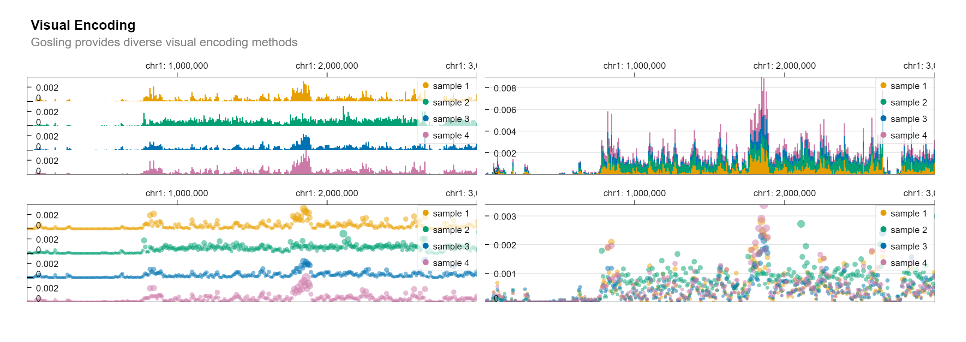 Visual Encoding
Gosling provides diverse visual encoding methods
chr1: 1,000,000 chr1: 2,000,000 chr1: 3,0
0.002
0
0.002
0
0.002
0
0.002
0
sample 1
sample 2
sample 3
sample 4
chr1: 1,000,000 chr1: 2,000,000 chr1: 3,0
0.008
0.006
0.004
0.002
0
sample 1
sample 2
sample 3
sample 4
chr1: 1,000,000 chr1: 2,000,000 chr1: 3,0
0.002
0
0.002
0
0.002
0
0.002
0
sample 1
sample 2
sample 3
sample 4
chr1: 1,000,000 chr1: 2,000,000 chr1: 3,0
0.003
0.002
0.001
0
sample 1
sample 2
sample 3
sample 4